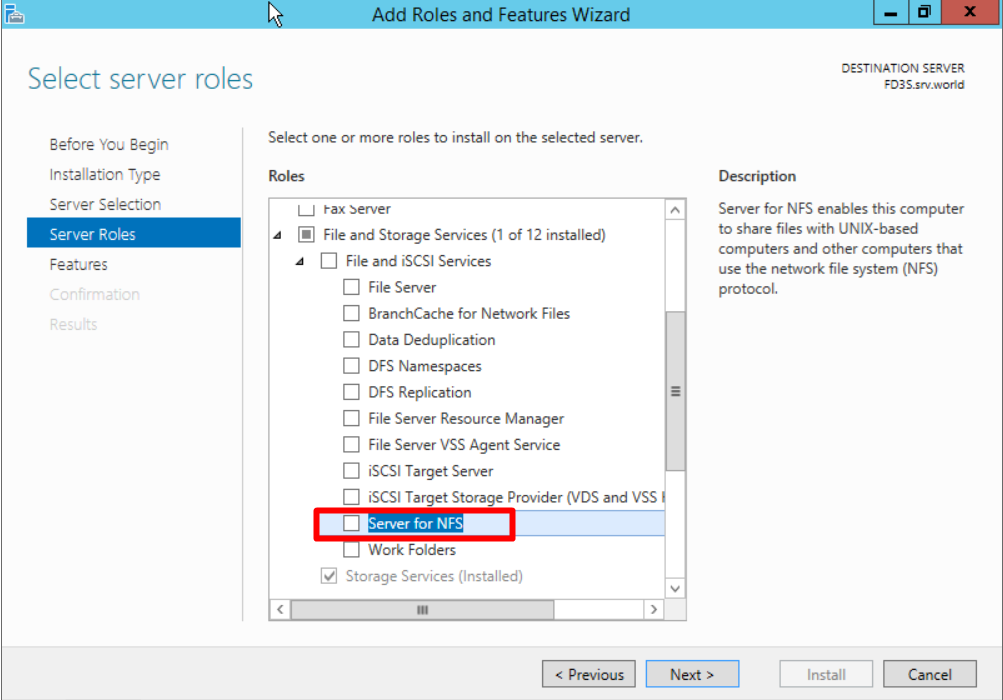 Add Roles and Features Wizard
Select server roles
DESTINATION SERVER
FD3S.srv.world
Before You Begin
Installation Type
Server Selection
Server Roles
Features
Confirmation
Results
Select one or more roles to install on the selected server.
Roles
Fax Server
File and Storage Services (1 of 12 installed)
File and iSCSI Services
File Server
BranchCache for Network Files
Data Deduplication
DFS Namespaces
DFS Replication
File Server Resource Manager
File Server VSS Agent Service
iSCSI Target Server
iSCSI Target Storage Provider (VDS and VSS
Server for NFS
Work Folders
Storage Services (Installed)
Description
Server for NFS enables this computer
to share files with UNIX-based
computers and other computers that
use the network file system (NFS)
protocol.
< Previous
Next >
Install
Cancel